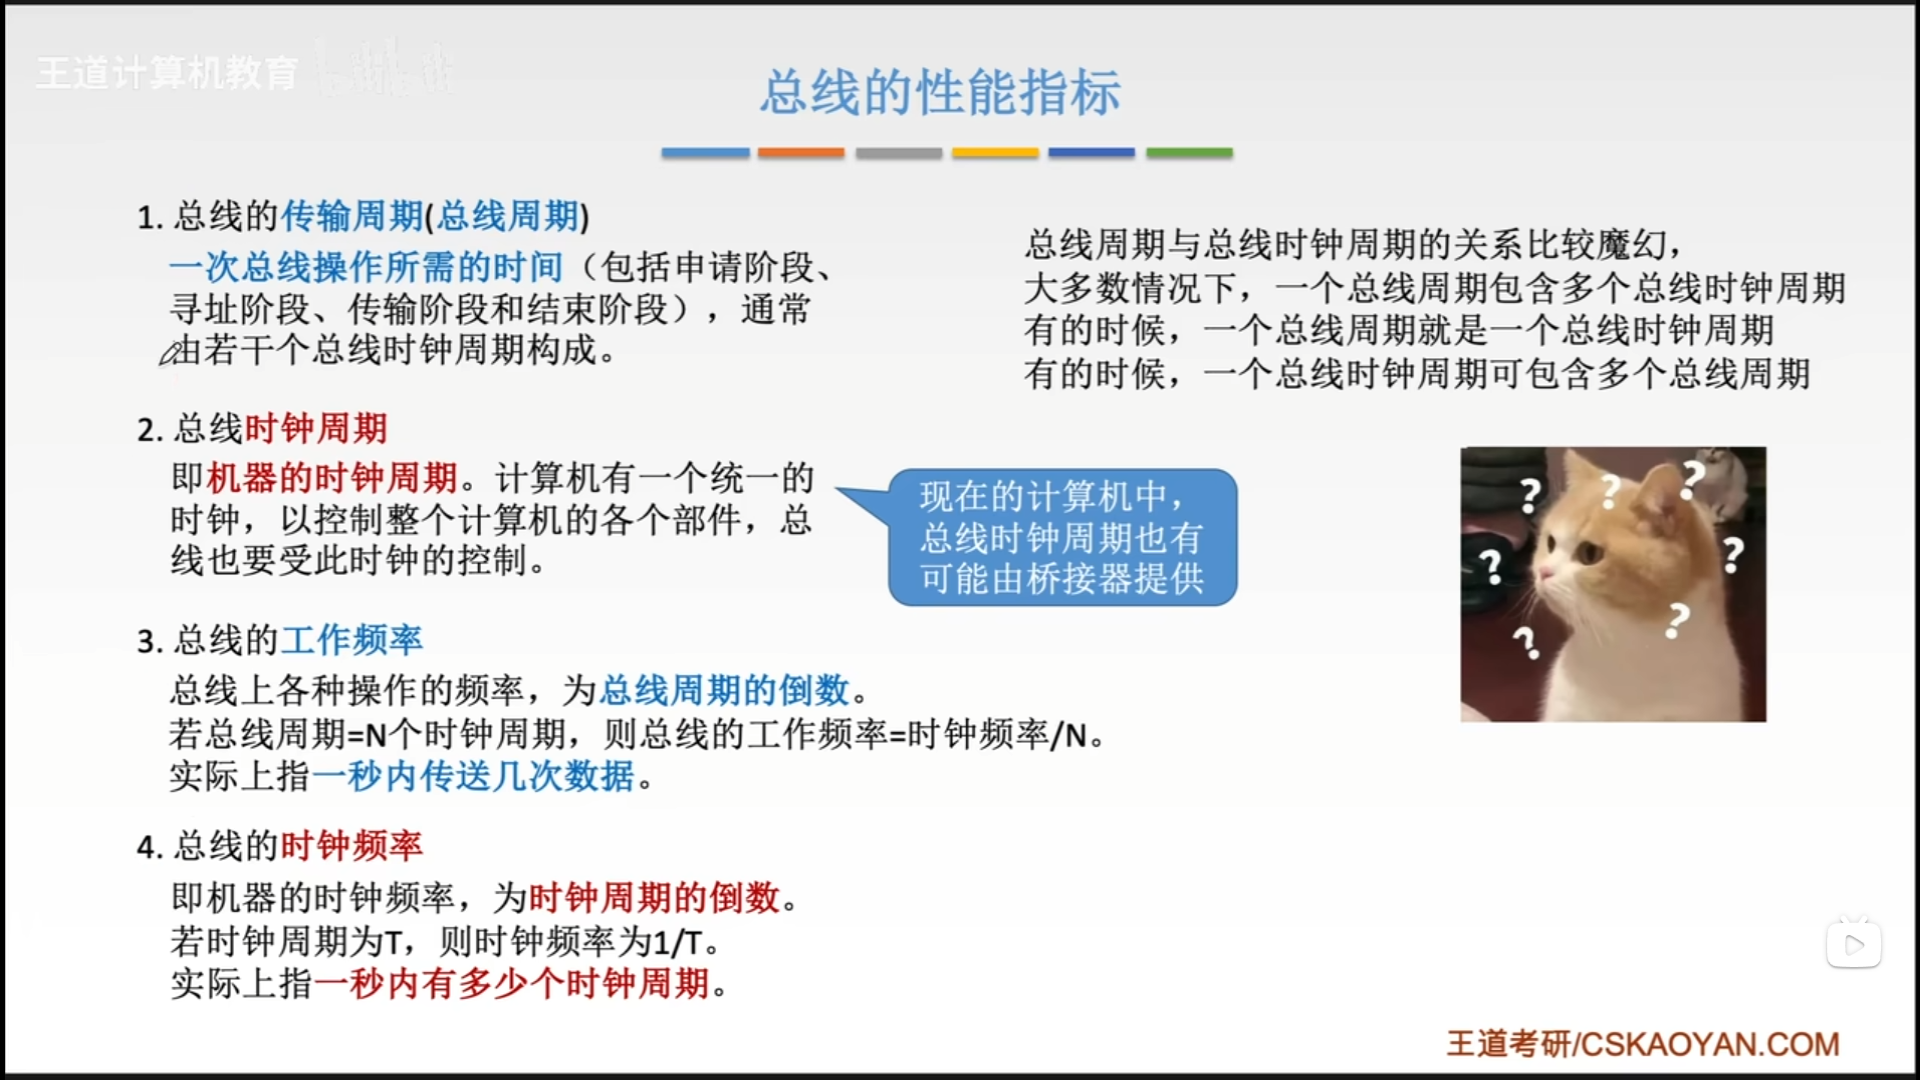 王道计算机教育
bilibili
总线的性能指标
1. 总线的传输周期(总线周期)
一次总线操作所需的时间（包括申请阶段、
寻址阶段、传输阶段和结束阶段），通常
由若干个总线时钟周期构成。
2. 总线时钟周期
即机器的时钟周期。计算机有一个统一的
时钟，以控制整个计算机的各个部件，总
线也要受此时钟的控制。
3. 总线的工作频率
总线上各种操作的频率，为总线周期的倒数。
若总线周期=N个时钟周期，则总线的工作频率=时钟频率/N。
实际上指一秒内传送几次数据。
4. 总线的时钟频率
即机器的时钟频率，为时钟周期的倒数。
若时钟周期为T，则时钟频率为1/T。
实际上指一秒内有多少个时钟周期。
总线周期与总线时钟周期的关系比较魔幻，
大多数情况下，一个总线周期包含多个总线时钟周期
有的时候，一个总线周期就是一个总线时钟周期
有的时候，一个总线时钟周期可包含多个总线周期
现在的计算机中，
总线时钟周期也有
可能由桥接器提供
? ? ?
? ?
? ?
王道考研/CSKAOYAN.COM